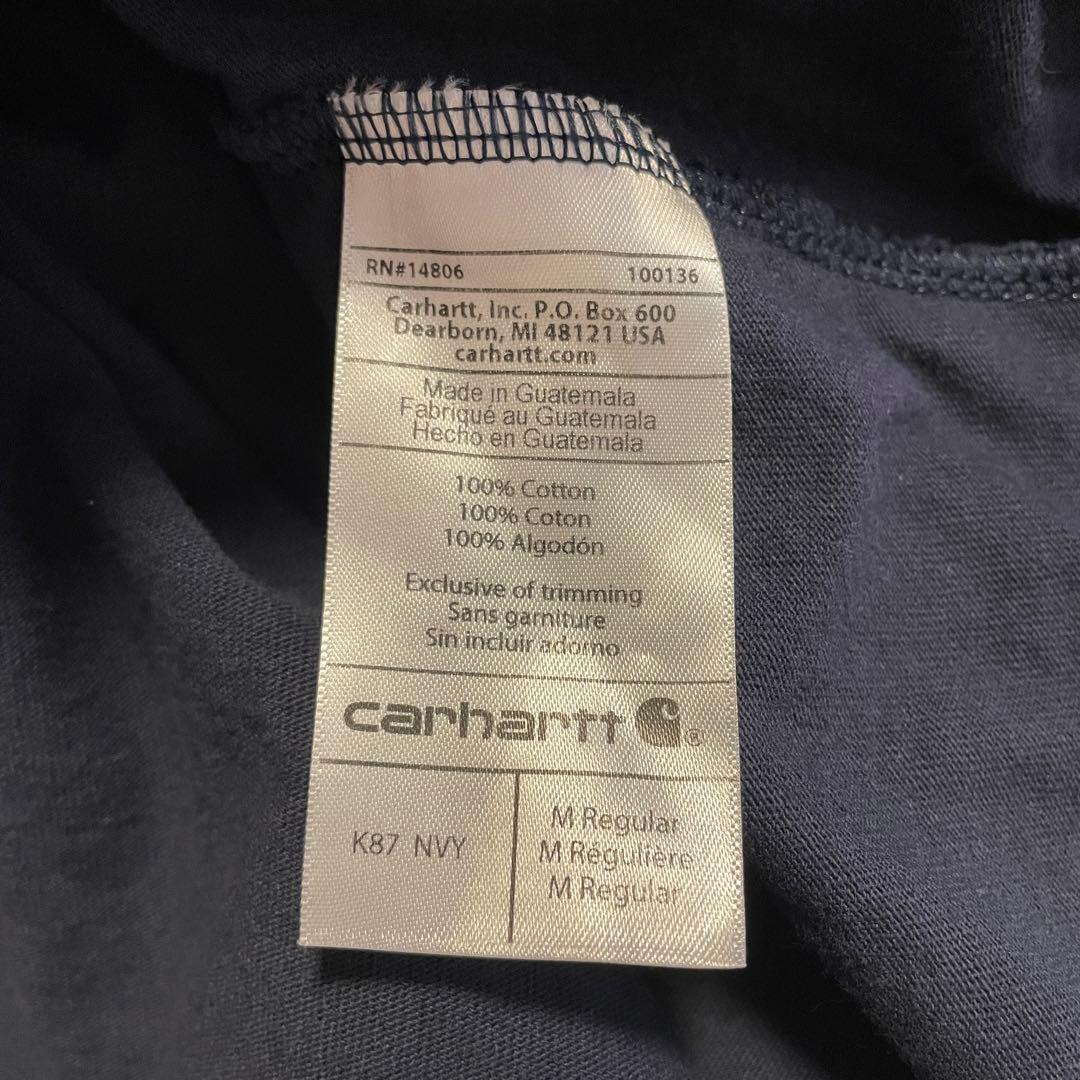 RN#14806 100136
Carhartt, Inc. P.O. Box 600
Dearborn, MI 48121 USA
carhartt.com
Made in Guatemala
Fabriqué au Guatemala
Hecho en Guatemala
100% Cotton
100% Coton
100% Algodón
Exclusive of trimming
Sans garniture
Sin incluir adorno
carhartt ®
K87 NVY
M Regular
M Régulière
M Regular